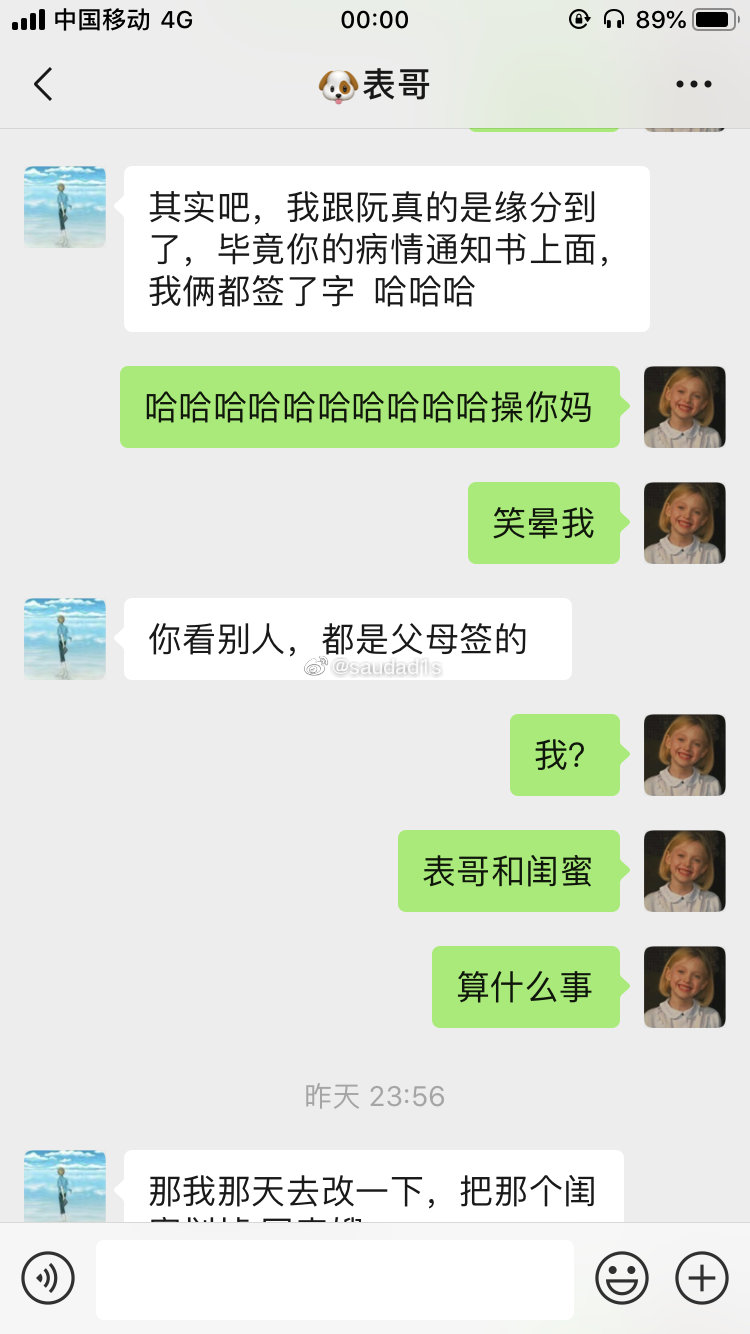 中国移动 4G 00:00 89%
表哥
其实吧，我跟阮真的是缘分到
了，毕竟你的病情通知书上面，
我俩都签了字 哈哈哈
哈哈哈哈哈哈哈哈哈哈操你妈
笑晕我
你看别人，都是父母签的
@saudad1s
我？
表哥和闺蜜
算什么事
昨天 23:56
那我那天去改一下，把那个闺